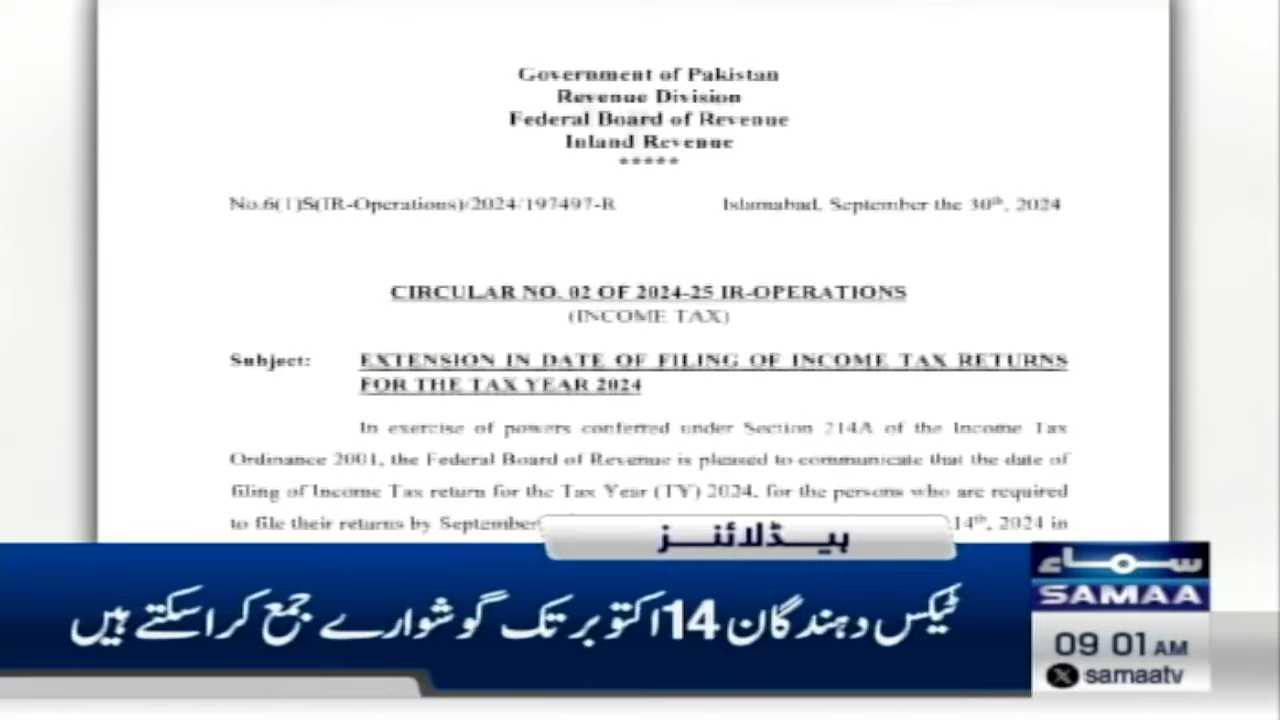 Government of Pakistan
Revenue Division
Federal Board of Revenue
Inland Revenue
*****
No.6(1)S(IR-Operations)/2024/197497-R Islamabad, September the 30th, 2024
CIRCULAR NO. 02 OF 2024-25 IR-OPERATIONS
(INCOME TAX)
Subject: EXTENSION IN DATE OF FILING OF INCOME TAX RETURNS
FOR THE TAX YEAR 2024
In exercise of powers conferred under Section 214A of the Income Tax
Ordinance 2001, the Federal Board of Revenue is pleased to communicate that the date of
filing of Income Tax return for the Tax Year (TY) 2024, for the persons who are required
to file their returns by September 14th, 2024 in
ہیڈلائنز
ٹیکس دہندگان 14اکتوبر تک گوشوارے جمع کراسکتے ہیں
سماء
SAMAA
09 01 AM
X samaatv